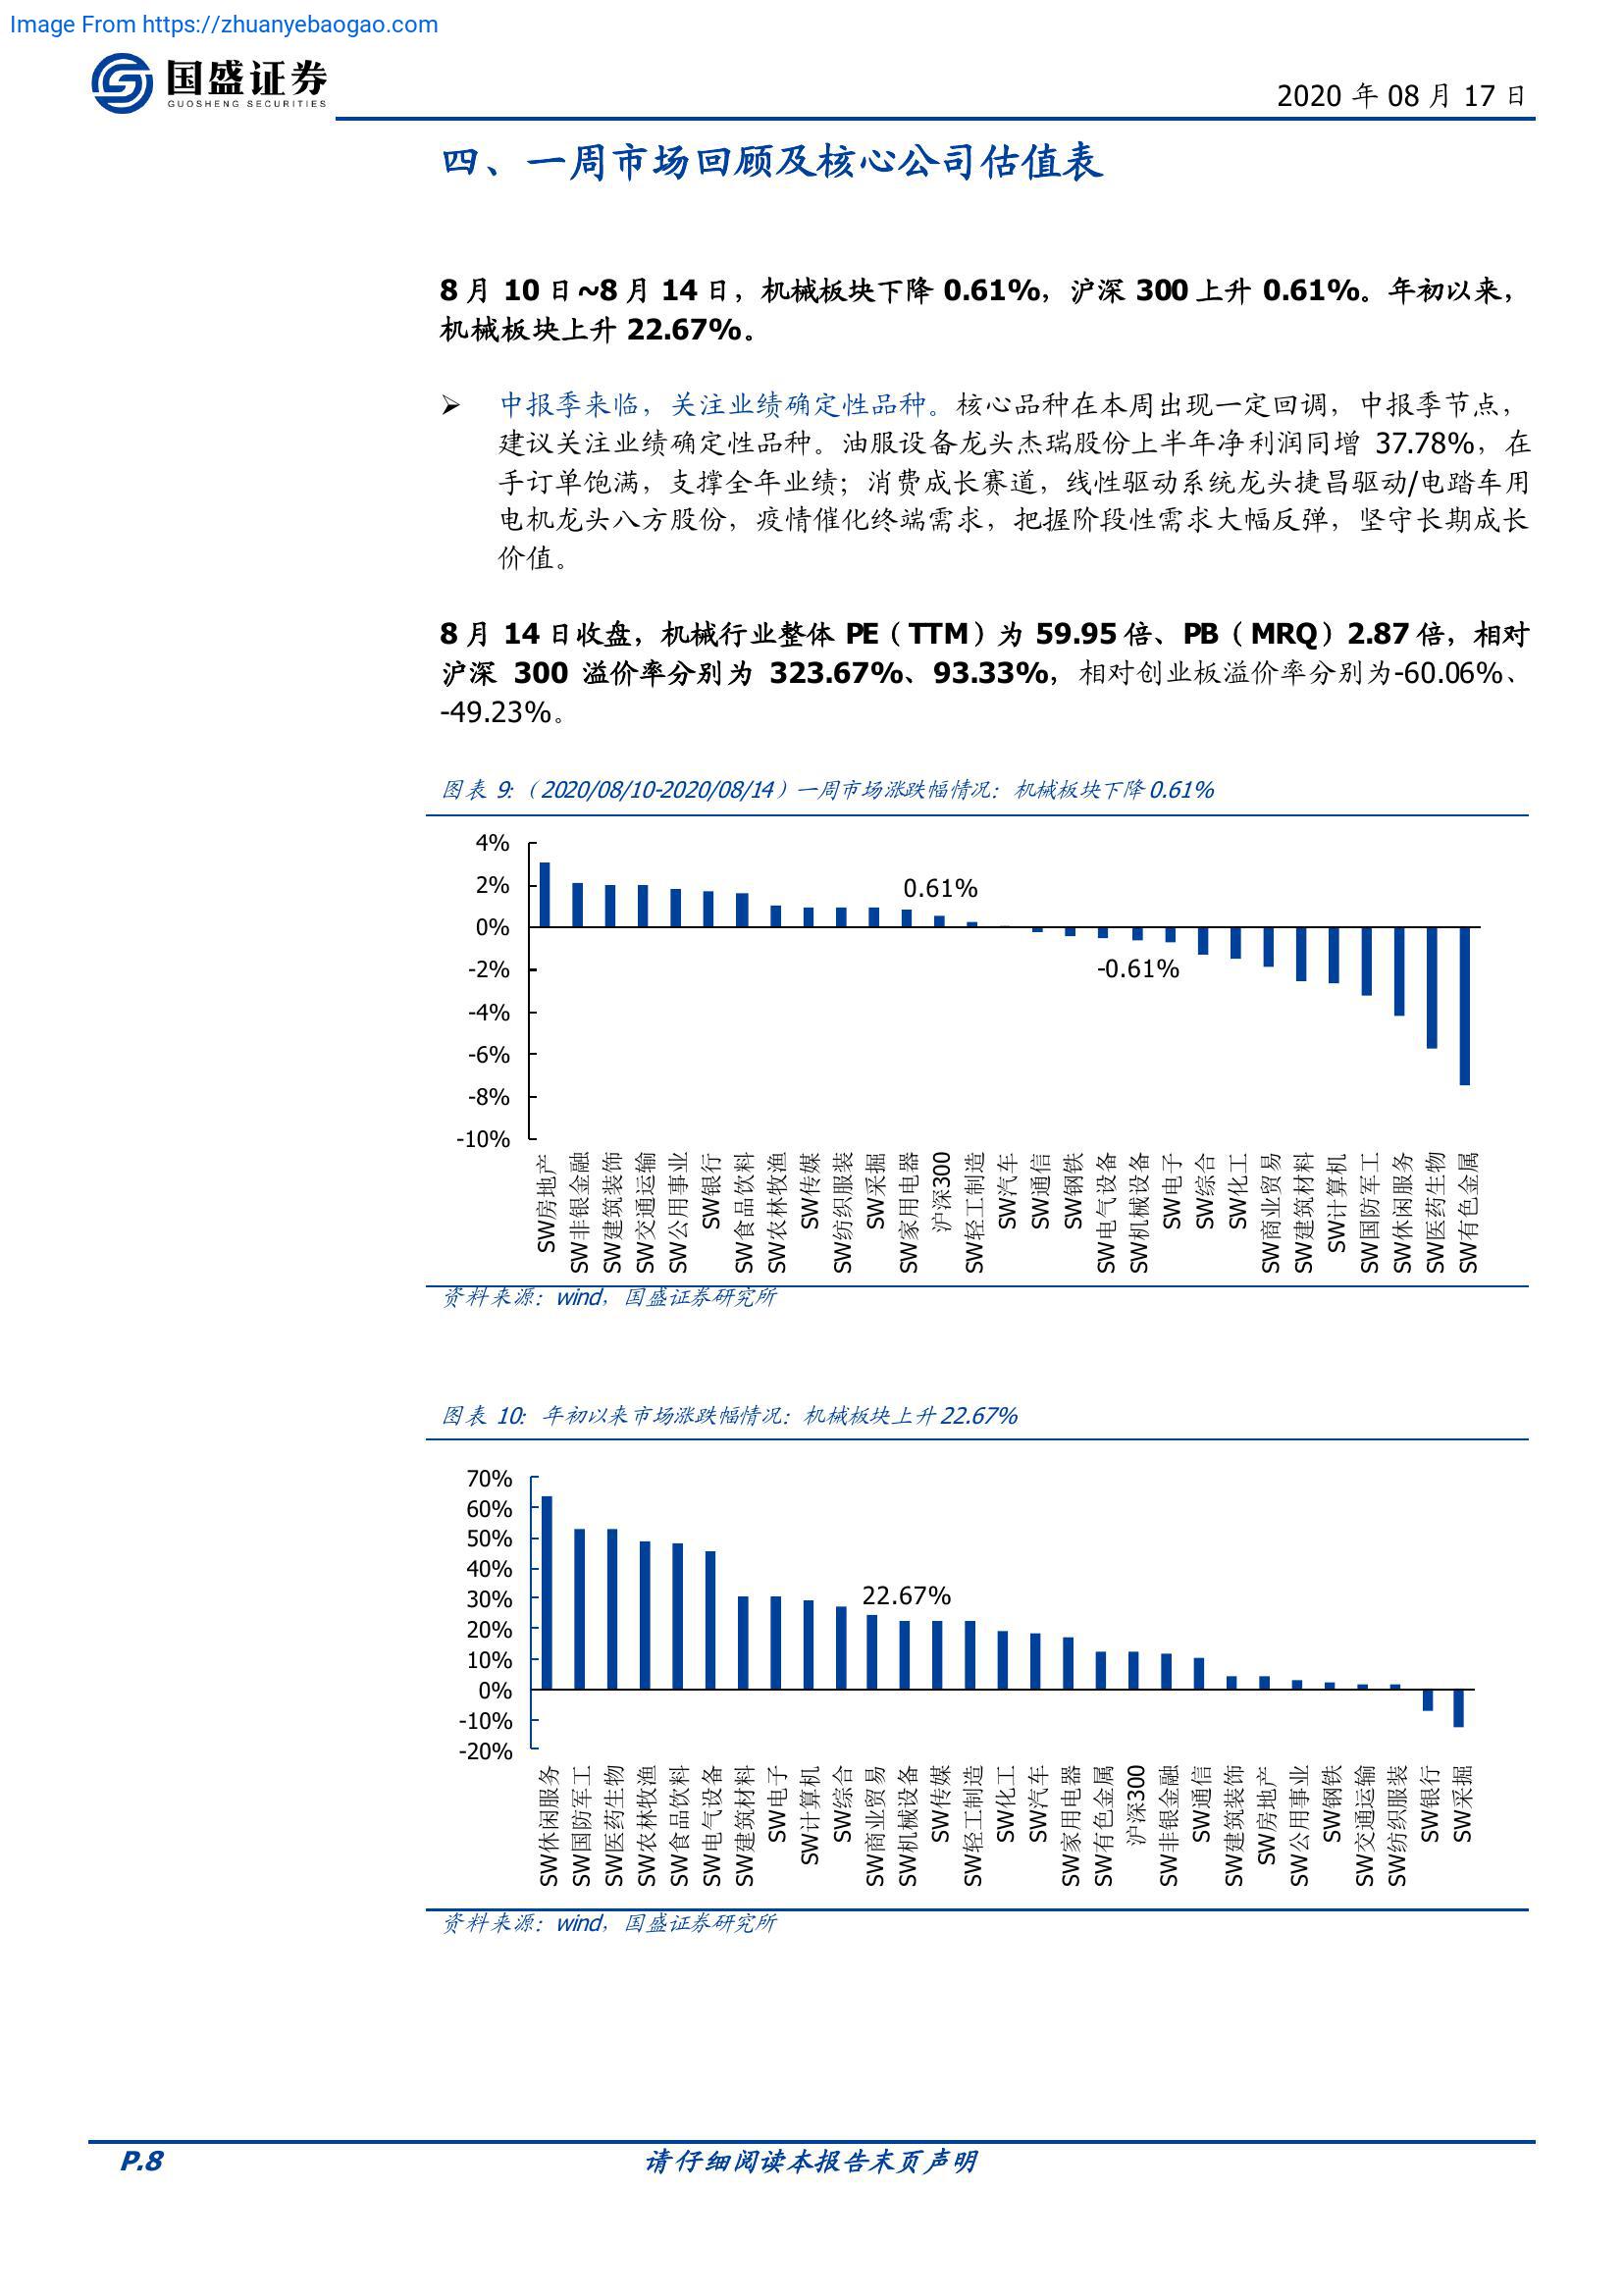 Image From https://zhuanyebaogao.com
国盛证券
GUOSHENG SECURITIES
2020 年 08 月 17 日
四、一周市场回顾及核心公司估值表
8 月 10 日~8 月 14 日，机械板块下降 0.61%，沪深 300 上升 0.61%。年初以来，
机械板块上升 22.67%。
➢ 中报季来临，关注业绩确定性品种。核心品种在本周出现一定回调，中报季节点，
建议关注业绩确定性品种。油服设备龙头杰瑞股份上半年净利润同增 37.78%，在
手订单饱满，支撑全年业绩；消费成长赛道，线性驱动系统龙头捷昌驱动/电踏车用
电机龙头八方股份，疫情催化终端需求，把握阶段性需求大幅反弹，坚守长期成长
价值。
8 月 14 日收盘，机械行业整体 PE（TTM）为 59.95 倍、PB（MRQ）2.87 倍，相对
沪深 300 溢价率分别为 323.67%、93.33%，相对创业板溢价率分别为-60.06%、
-49.23%。
图表 9:（2020/08/10-2020/08/14）一周市场涨跌幅情况：机械板块下降 0.61%
4%
2%
0%
-2%
-4%
-6%
-8%
-10%
0.61%
-0.61%
SW房地产
SW非银金融
SW建筑装饰
SW交通运输
SW公用事业
SW银行
SW食品饮料
SW农林牧渔
SW传媒
SW纺织服装
SW采掘
SW家用电器
沪深300
SW轻工制造
SW汽车
SW通信
SW钢铁
SW电气设备
SW机械设备
SW电子
SW综合
SW化工
SW商业贸易
SW建筑材料
SW计算机
SW国防军工
SW休闲服务
SW医药生物
SW有色金属
资料来源：wind，国盛证券研究所
图表 10: 年初以来市场涨跌幅情况：机械板块上升 22.67%
70%
60%
50%
40%
30%
20%
10%
0%
-10%
-20%
22.67%
SW休闲服务
SW国防军工
SW医药生物
SW农林牧渔
SW食品饮料
SW电气设备
SW建筑材料
SW电子
SW计算机
SW综合
SW商业贸易
SW机械设备
SW传媒
SW轻工制造
SW化工
SW汽车
SW家用电器
SW有色金属
沪深300
SW非银金融
SW通信
SW建筑装饰
SW房地产
SW公用事业
SW钢铁
SW交通运输
SW纺织服装
SW银行
SW采掘
资料来源：wind，国盛证券研究所
P.8
请仔细阅读本报告末页声明